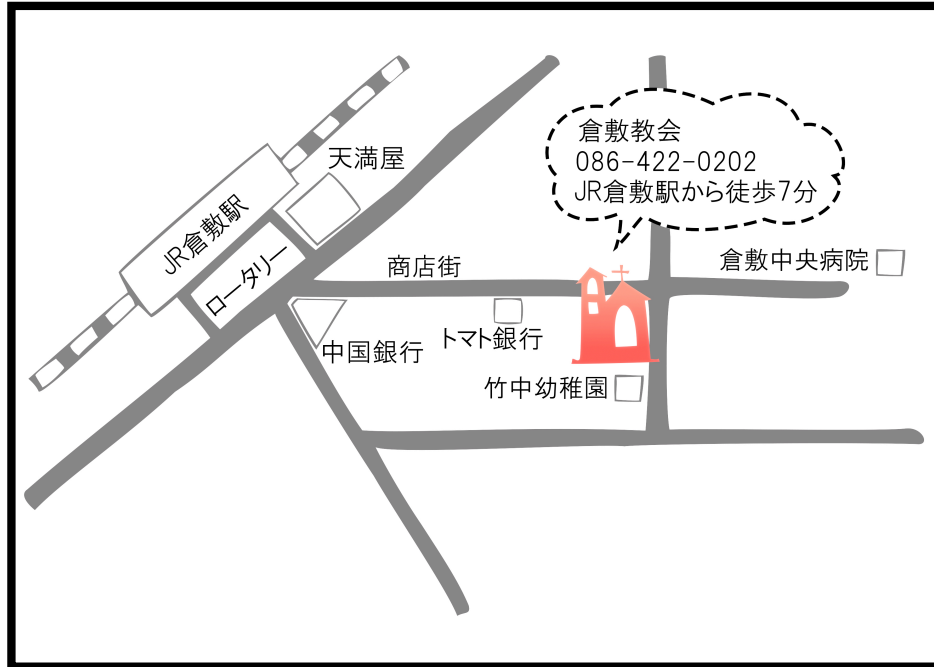 倉敷教会
086-422-0202
JR倉敷駅から徒歩7分
天満屋
JR倉敷駅
ロータリー
商店街
倉敷中央病院
中国銀行
トマト銀行
竹中幼稚園